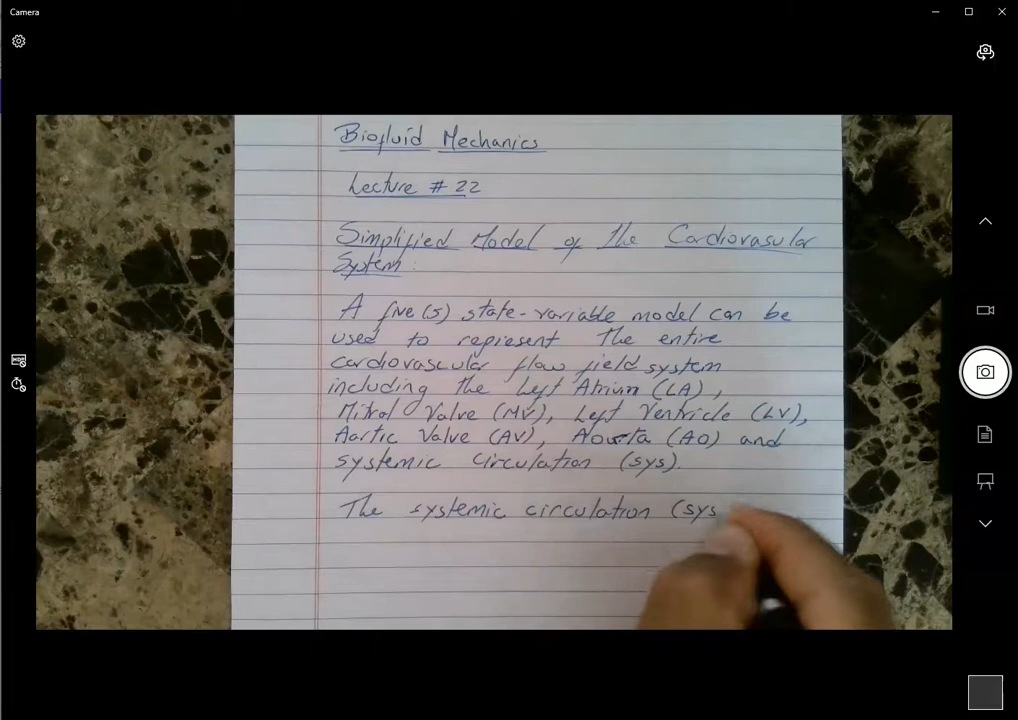 Camera
Biofluid Mechanics
Lecture # 22
Simplified Model of the Cardiovascular
System:
A five(5) state-variable model can be
used to represent the entire
cardiovascular flow field system
including the Left Atrium (LA),
Mitral Valve (MV), Left Ventricle (LV),
Aartic Valve (AV), Aorta (AO) and
systemic circulation (sys).
The systemic circulation (sys